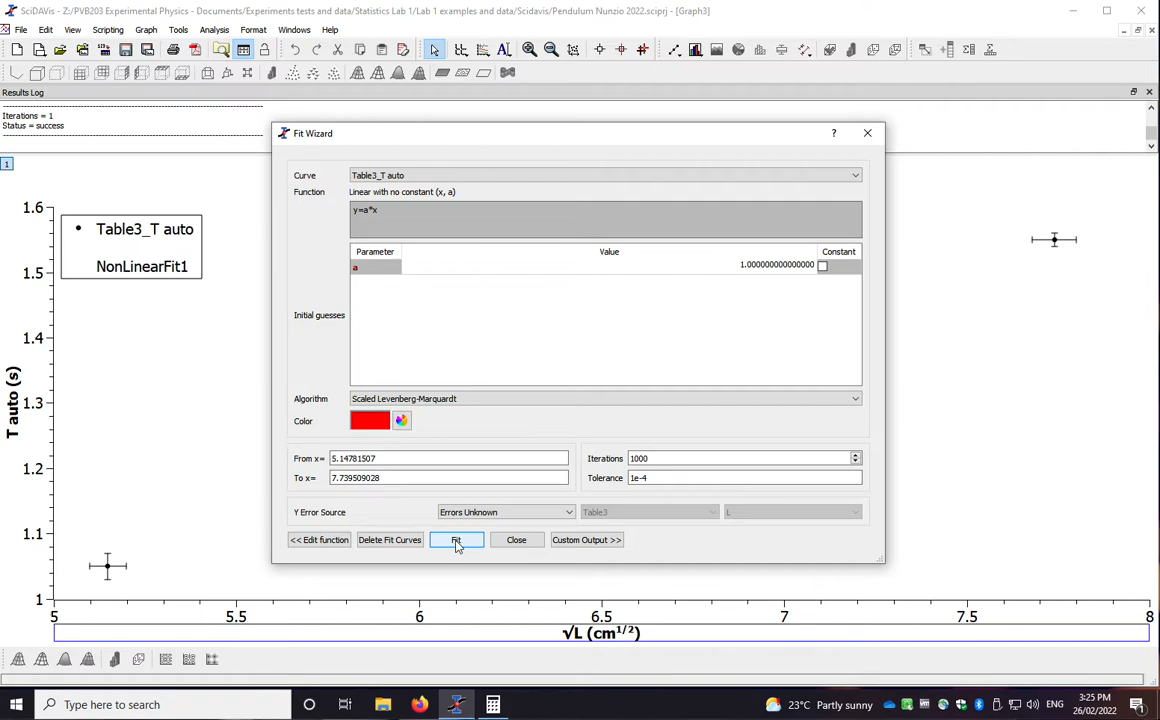 SciDAVis - Z:/PVB203 Experimental Physics - Documents/Experiments tests and data/Statistics Lab 1/Lab 1 examples and data/Scidavis/Pendulum Nunzio 2022.sciprj - [Graph3]
File Edit View Scripting Graph Tools Analysis Format Windows Help
Results Log
Iterations = 1
Status = success
1
Fit Wizard
?
Curve Table3_T auto
Function Linear with no constant (x, a)
y=a*x
Parameter Value Constant
a 1.000000000000000
Initial guesses
Algorithm Scaled Levenberg-Marquardt
Color
From x= 5.14781507 Iterations 1000
To x= 7.739509028 Tolerance 1e-4
Y Error Source Errors Unknown Table3 L
<< Edit function Delete Fit Curves Fit Close Custom Output >>
Table3_T auto
NonLinearFit1
T auto (s)
1.6
1.5
1.4
1.3
1.2
1.1
1
5 5.5 6 6.5 7 7.5 8
√L (cm^1/2)
Type here to search
23°C Partly sunny
ENG
3:25 PM
26/02/2022